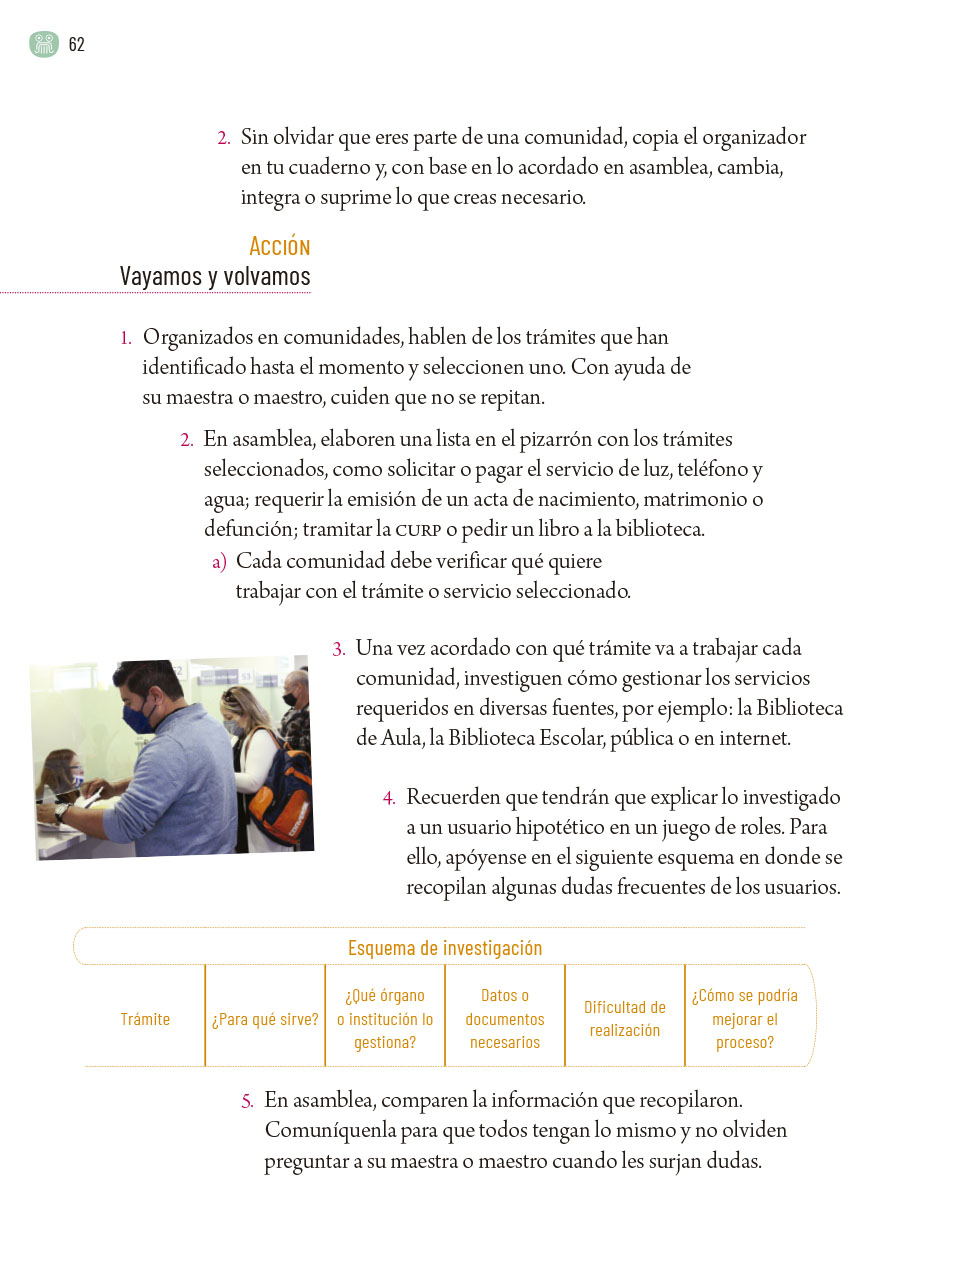 62
2. Sin olvidar que eres parte de una comunidad, copia el organizador
en tu cuaderno y, con base en lo acordado en asamblea, cambia,
integra o suprime lo que creas necesario.
Acción
Vayamos y volvamos
1. Organizados en comunidades, hablen de los trámites que han
identificado hasta el momento y seleccionen uno. Con ayuda de
su maestra o maestro, cuiden que no se repitan.
2. En asamblea, elaboren una lista en el pizarrón con los trámites
seleccionados, como solicitar o pagar el servicio de luz, teléfono y
agua; requerir la emisión de un acta de nacimiento, matrimonio o
defunción; tramitar la CURP o pedir un libro a la biblioteca.
a) Cada comunidad debe verificar qué quiere
trabajar con el trámite o servicio seleccionado.
3. Una vez acordado con qué trámite va a trabajar cada
comunidad, investiguen cómo gestionar los servicios
requeridos en diversas fuentes, por ejemplo: la Biblioteca
de Aula, la Biblioteca Escolar, pública o en internet.
4. Recuerden que tendrán que explicar lo investigado
a un usuario hipotético en un juego de roles. Para
ello, apóyense en el siguiente esquema en donde se
recopilan algunas dudas frecuentes de los usuarios.
Esquema de investigación
Trámite
¿Para qué sirve?
¿Qué órgano
o institución lo
gestiona?
Datos o
documentos
necesarios
Dificultad de
realización
¿Cómo se podría
mejorar el
proceso?
5. En asamblea, comparen la información que recopilaron.
Comuníquenla para que todos tengan lo mismo y no olviden
preguntar a su maestra o maestro cuando les surjan dudas.